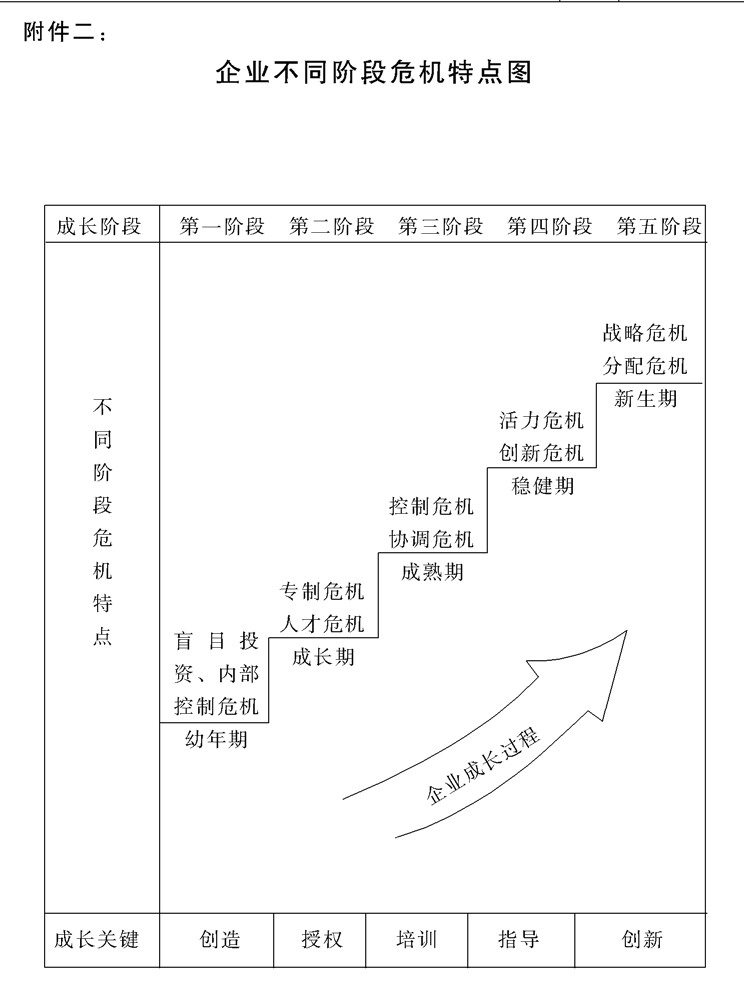 附件二：
企业不同阶段危机特点图
成长阶段 第一阶段 第二阶段 第三阶段 第四阶段 第五阶段
不同阶段危机特点
盲目投
资、内部
控制危机
幼年期
专制危机
人才危机
成长期
控制危机
协调危机
成熟期
活力危机
创新危机
稳健期
战略危机
分配危机
新生期
企业成长过程
成长关键 创造 授权 培训 指导 创新